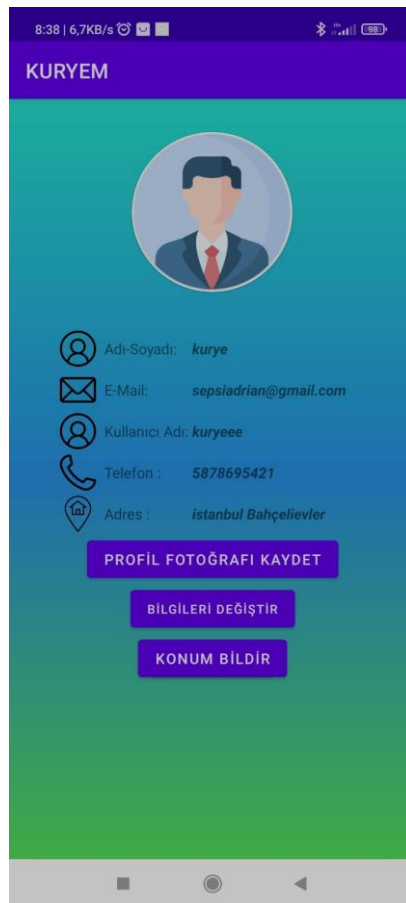 8:38 | 6,7KB/s
98
KURYEM
Adı-Soyadı: kurye
E-Mail: sepsiadrian@gmail.com
Kullanıcı Adı: kuryeee
Telefon : 5878695421
Adres : istanbul Bahçelievler
PROFİL FOTOĞRAFI KAYDET
BİLGİLERİ DEĞİŞTİR
KONUM BİLDİR